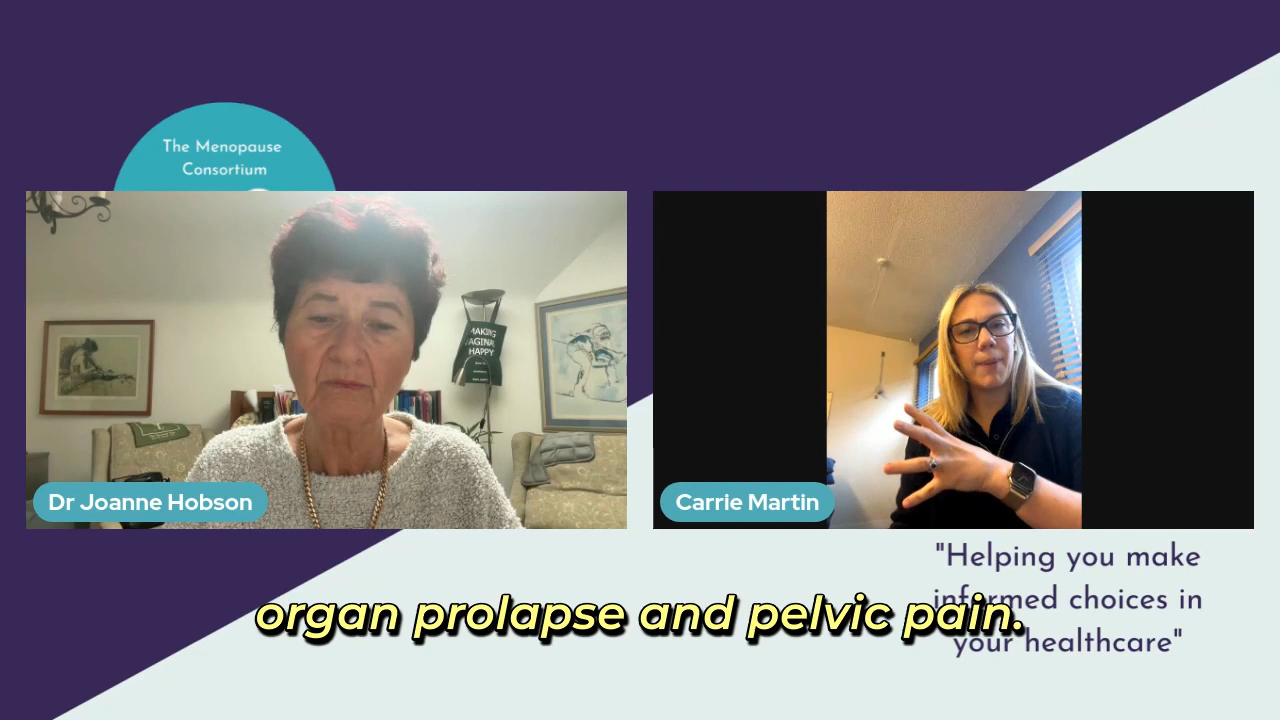 The Menopause
Consortium
MAKING
VAGINAS
HAPPY
Dr Joanne Hobson
Carrie Martin
"Helping you make
informed choices in
your healthcare"
organ prolapse and pelvic pain.